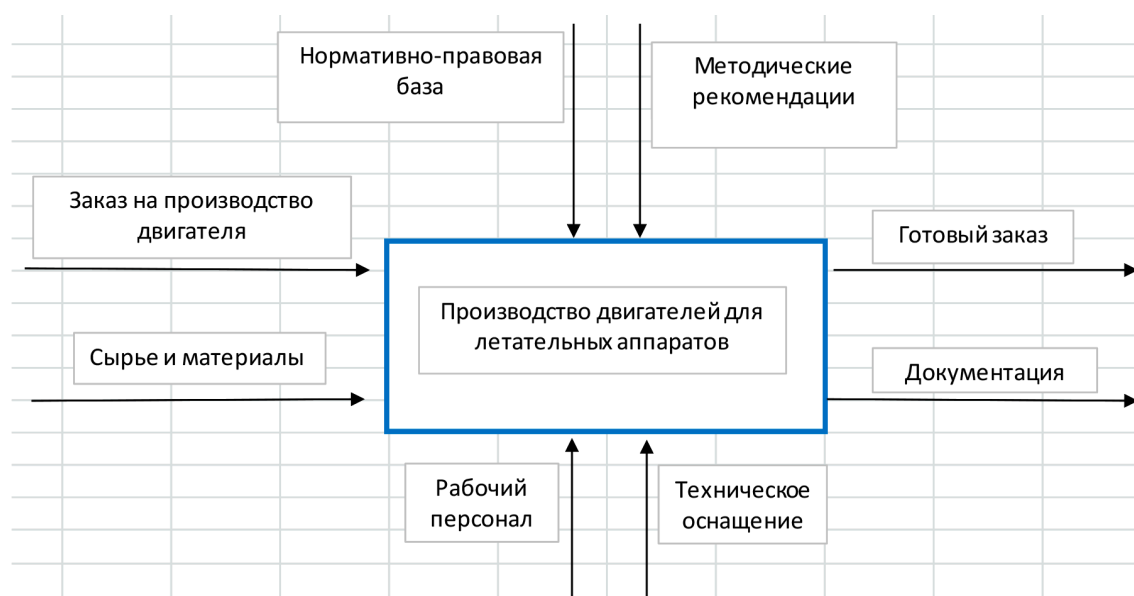 Нормативно-правовая
база
Методические
рекомендации
Заказ на производство
двигателя
Готовый заказ
Производство двигателей для
летательных аппаратов
Сырье и материалы
Документация
Рабочий
персонал
Техническое
оснащение